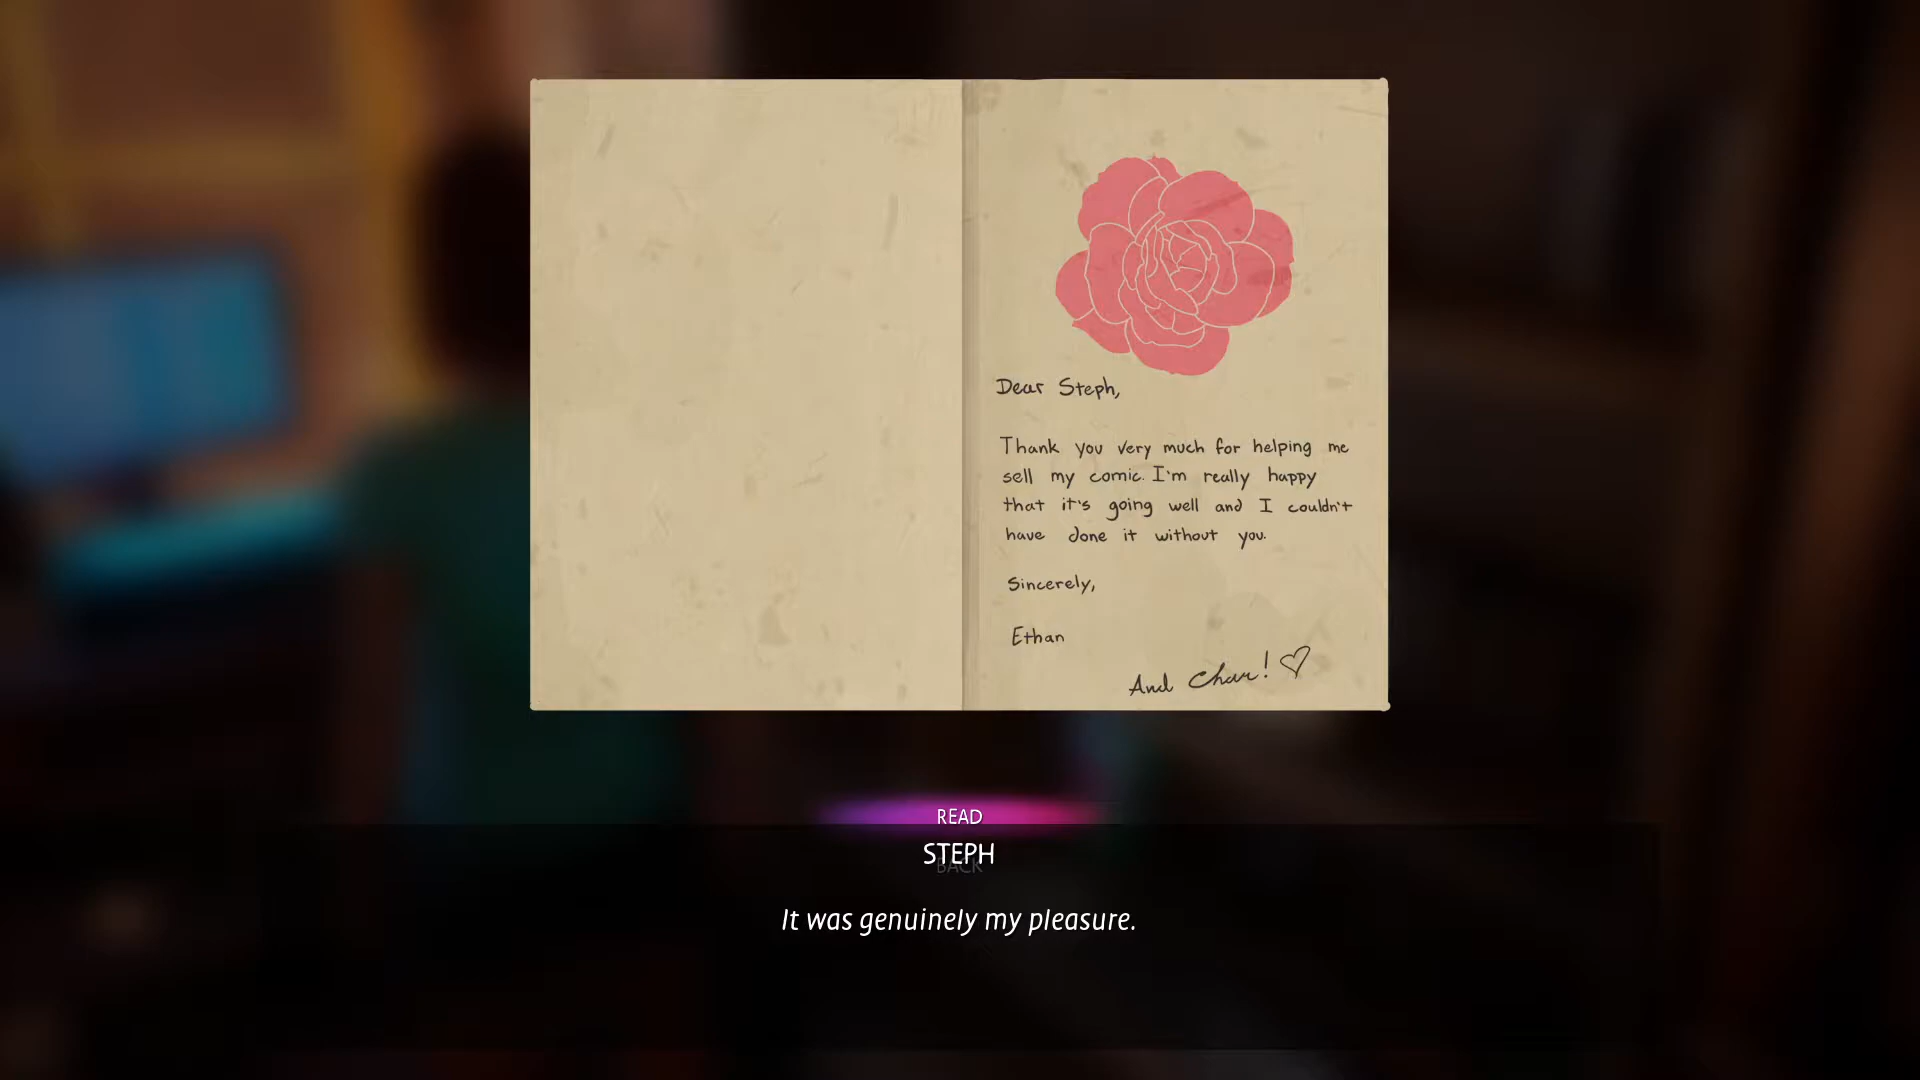 Dear Steph,
Thank you very much for helping me
sell my comic. I'm really happy
that it's going well and I couldn't
have done it without you.
Sincerely,
Ethan
And Char! ♡
READ
STEPH
BACK
It was genuinely my pleasure.